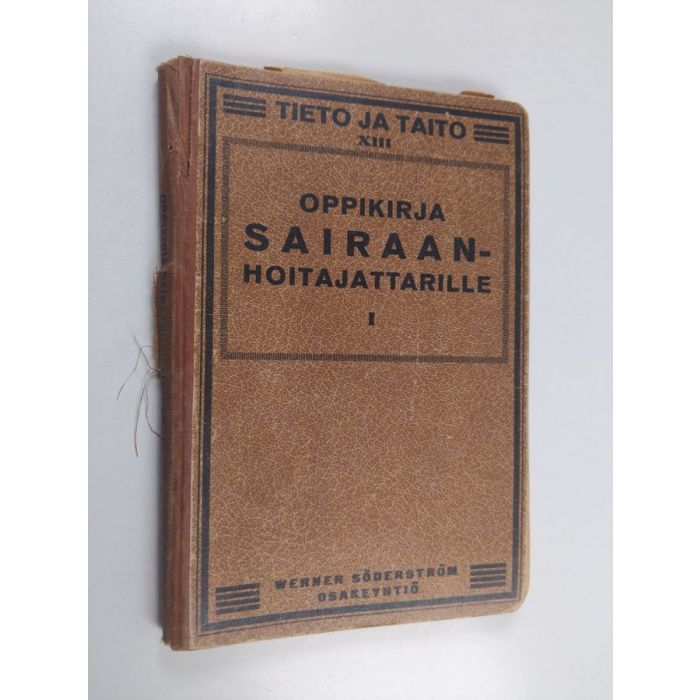 TIETO JA TAITO
XIII
OPPIKIRJA
SAIRAAN-
HOITAJATTARILLE
I
WERNER SÖDERSTRÖM
OSAKEYHTIÖ